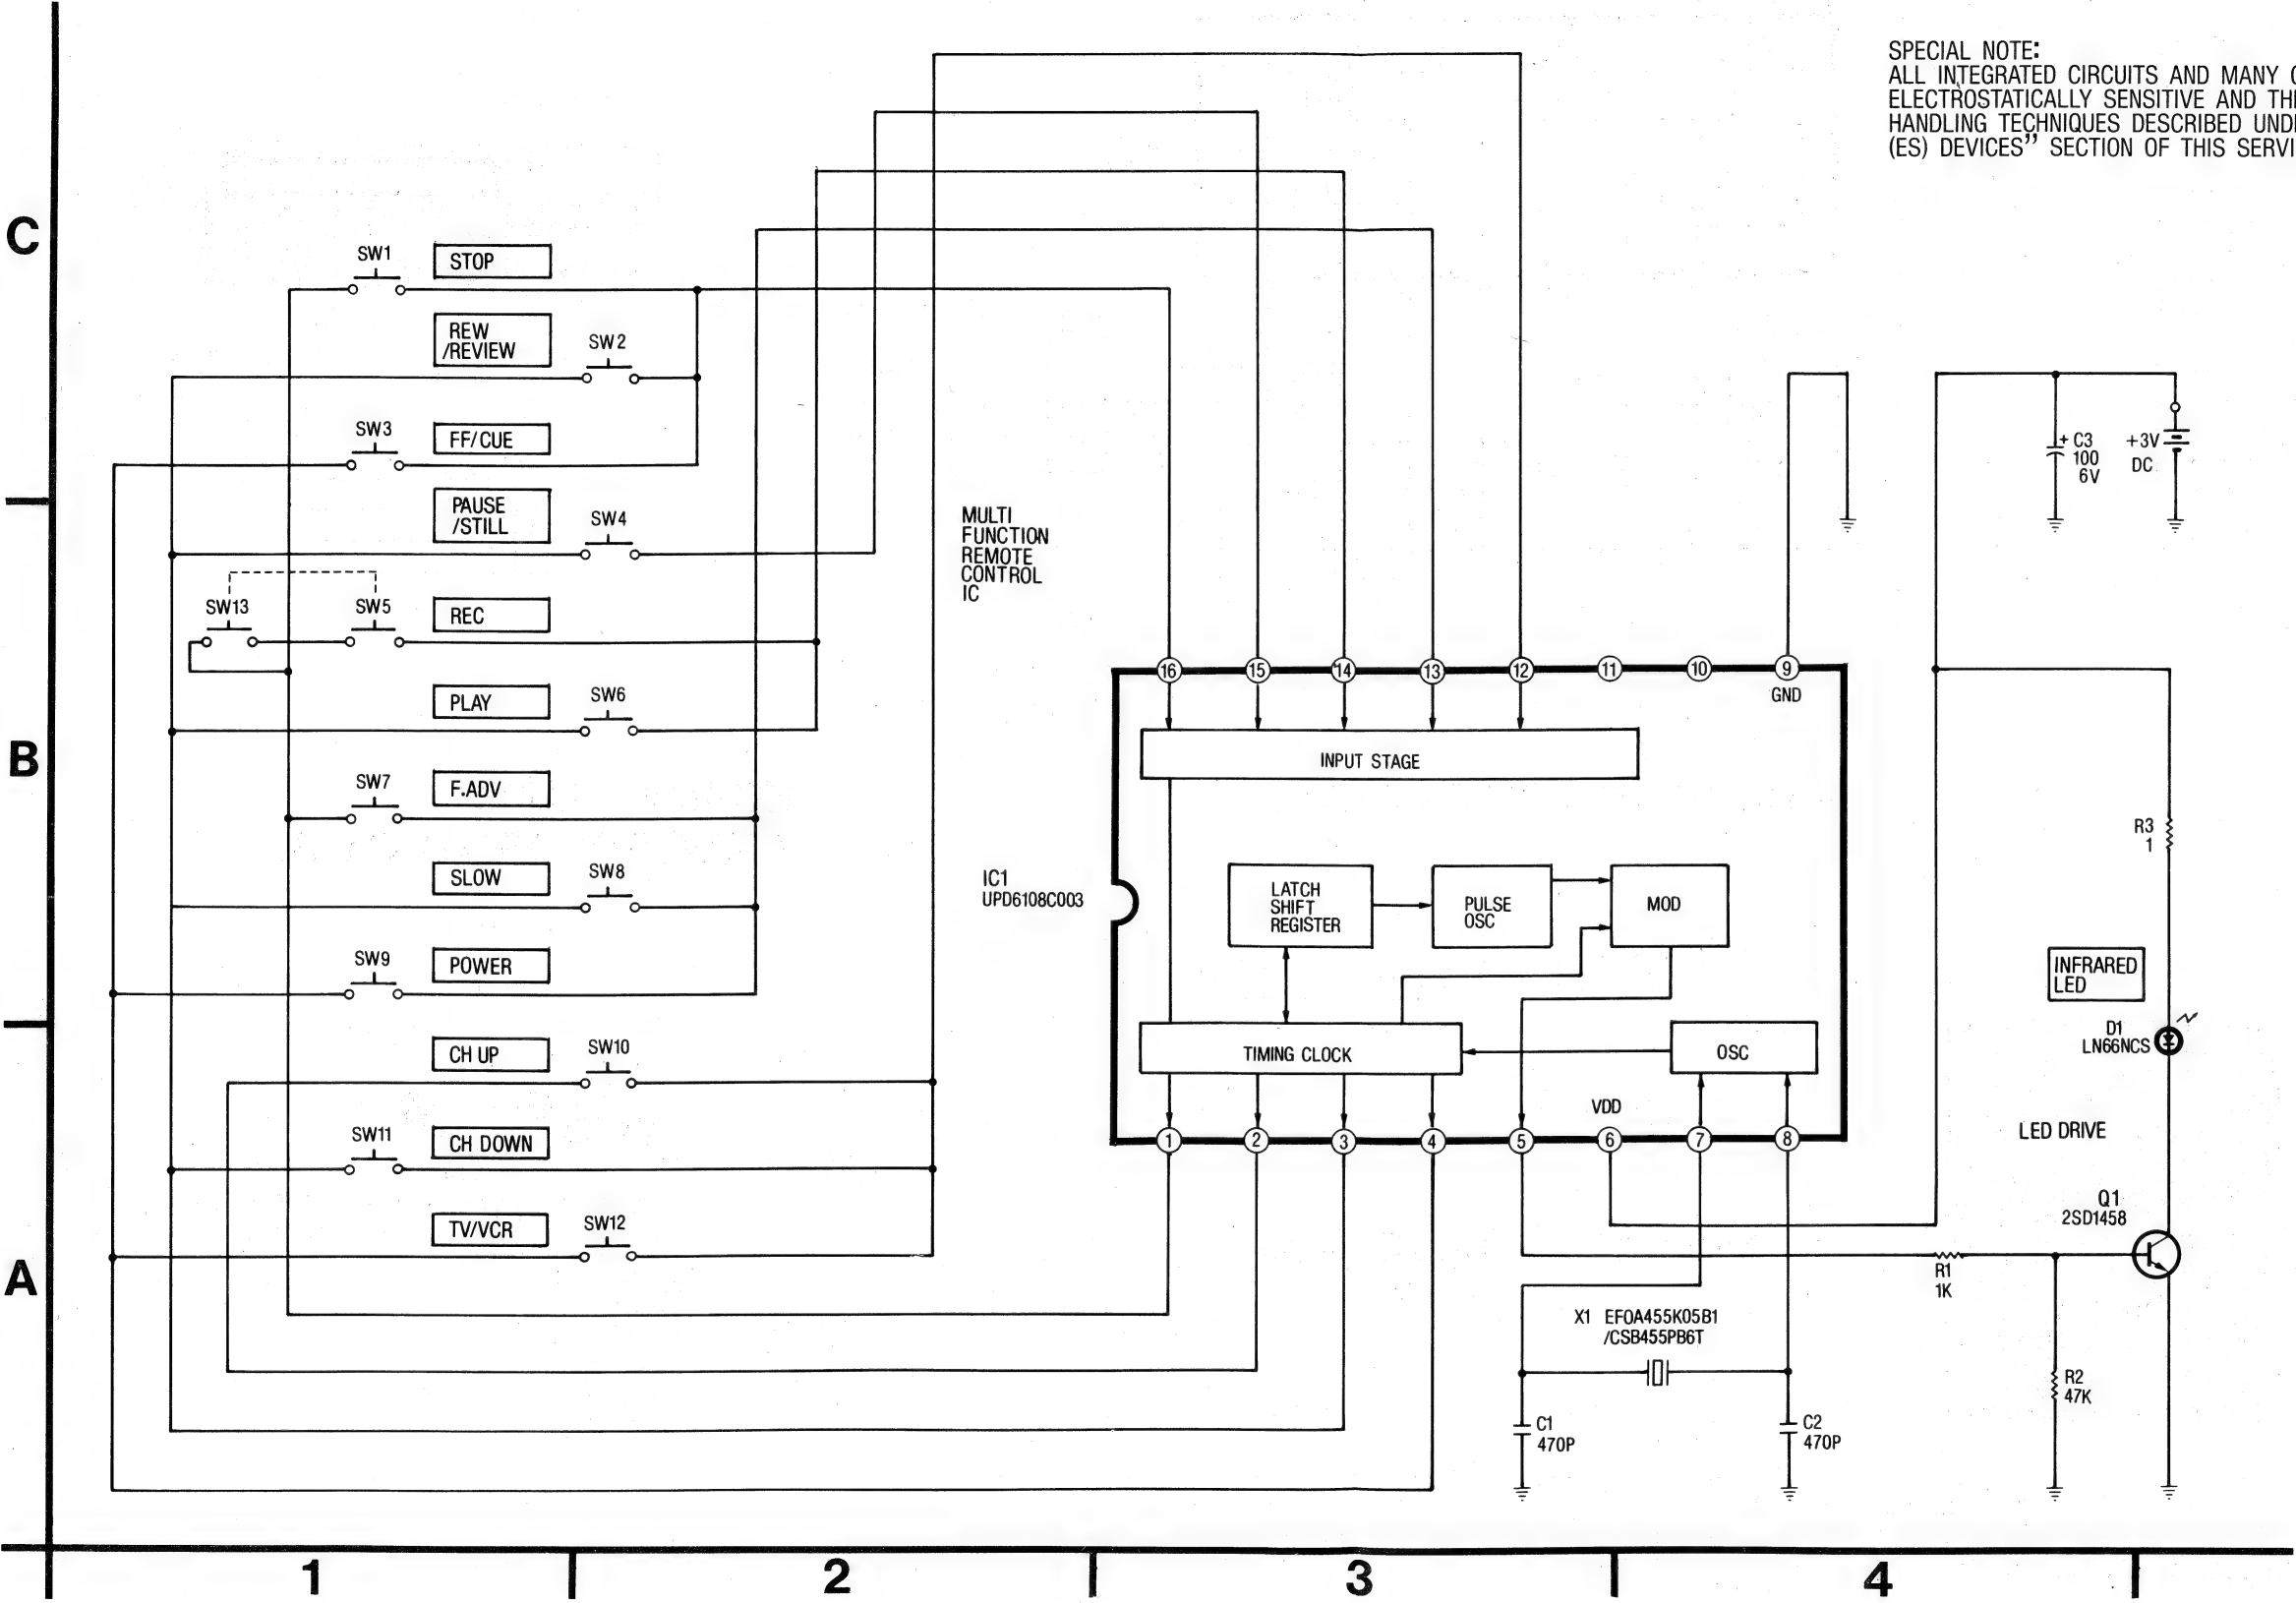 SPECIAL NOTE:
ALL INTEGRATED CIRCUITS AND MANY
ELECTROSTATICALLY SENSITIVE AND
HANDLING TECHNIQUES DESCRIBED
(ES) DEVICES" SECTION OF THIS
C
B
A
SW1
STOP
REW
/REVIEW
SW2
SW3
FF/CUE
PAUSE
/STILL
SW4
SW13
SW5
REC
PLAY
SW6
SW7
F.ADV
SLOW
SW8
SW9
POWER
CH UP
SW10
SW11
CH DOWN
TV/VCR
SW12
MULTI
FUNCTION
REMOTE
CONTROL
IC
IC1
UPD6108C003
16
15
14
13
12
11
10
9
GND
INPUT STAGE
LATCH
SHIFT
REGISTER
PULSE
OSC
MOD
TIMING CLOCK
OSC
VDD
1
2
3
4
5
6
7
8
X1 EFOA455K05B1
/CSB455PB6T
C1
470P
C2
470P
+ C3
100
6V
+3V
DC
R3
1
INFRARED
LED
D1
LN66NCS
LED DRIVE
Q1
2SD1458
R1
1K
R2
47K
1
2
3
4